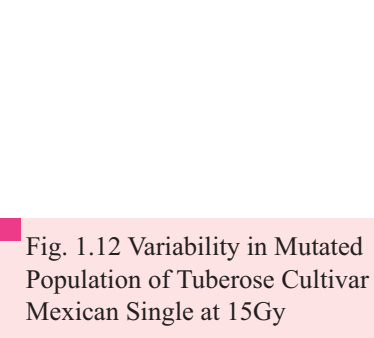 Fig. 1.12 Variability in Mutated
Population of Tuberose Cultivar
Mexican Single at 15Gy